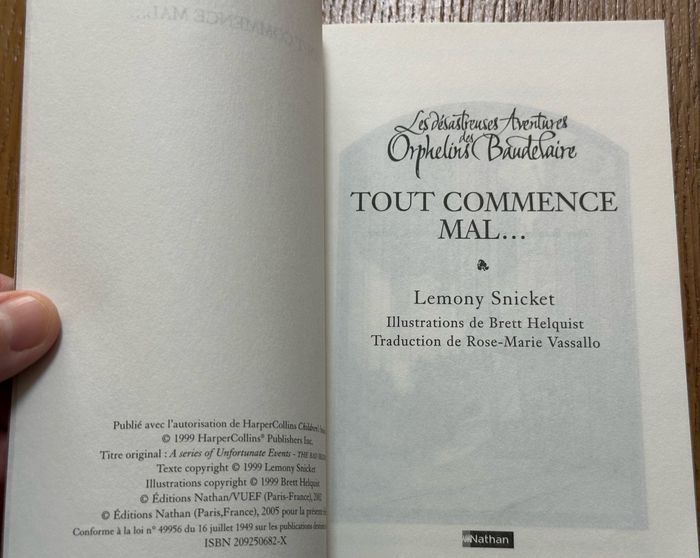 Publié avec l'autorisation de HarperCollins Children's
© 1999 HarperCollins® Publishers Inc.
Titre original : A series of Unfortunate Events - THE BAD
Texte copyright © 1999 Lemony Snicket
Illustrations copyright © 1999 Brett Helquist
© Éditions Nathan/VUEF (Paris-France),
© Éditions Nathan (Paris,France), 2005 pour la présente
Conforme à la loi n° 49956 du 16 juillet 1949 sur les publications
ISBN 209250682-X
Les désastreuses Aventures
des
Orphelins Baudelaire
TOUT COMMENCE
MAL...
Lemony Snicket
Illustrations de Brett Helquist
Traduction de Rose-Marie Vassallo
Nathan